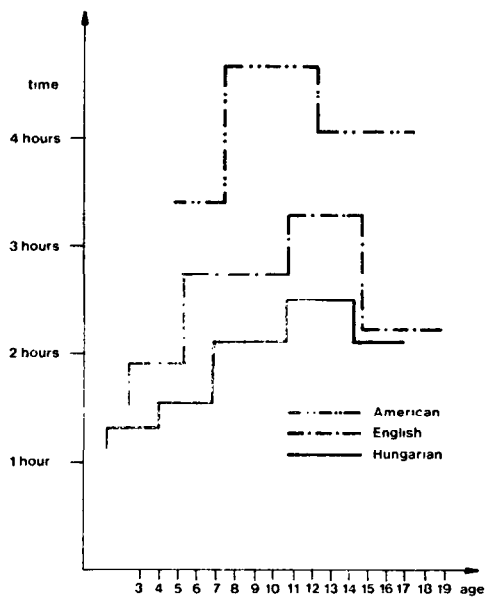 time
4 hours
3 hours
2 hours
American
English
Hungarian
1 hour
3 4 5 6 7 8 9 10 11 12 13 14 15 16 17 18 19 age